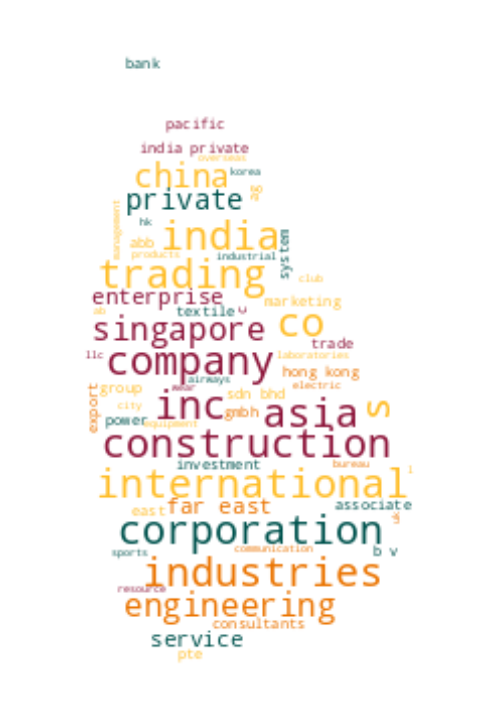 bank
pacific
india private
overseas
china korea
private ag
hk
management
abb india
system
products industrial
trading club
enterprise marketing
ab textile u
singapore co
trade
llc company laboratories
airways hong kong
wear electric
export group sdn bhd
city inc gmbh asia s
power equipment
construction
investment bureau
international l
east far east associate
uk
corporation
sports communication b v
industries
resource
engineering
consultants
service
pte